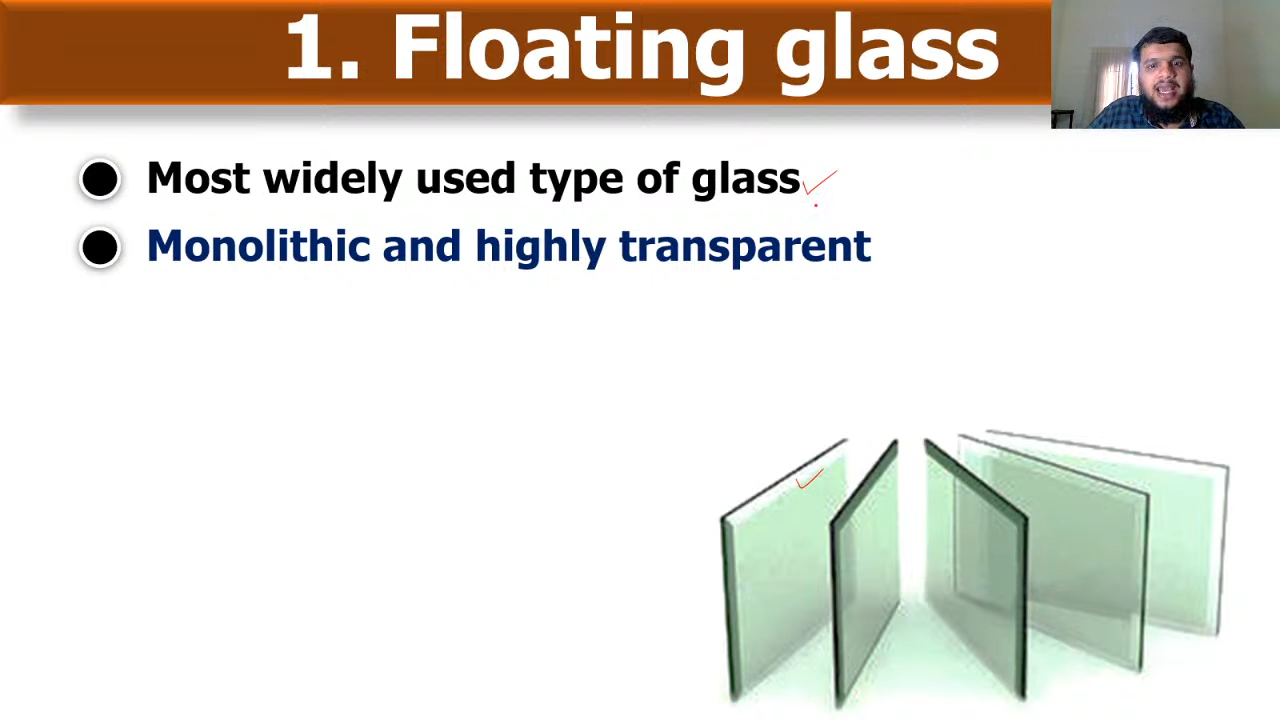 1. Floating glass
Most widely used type of glass
Monolithic and highly transparent